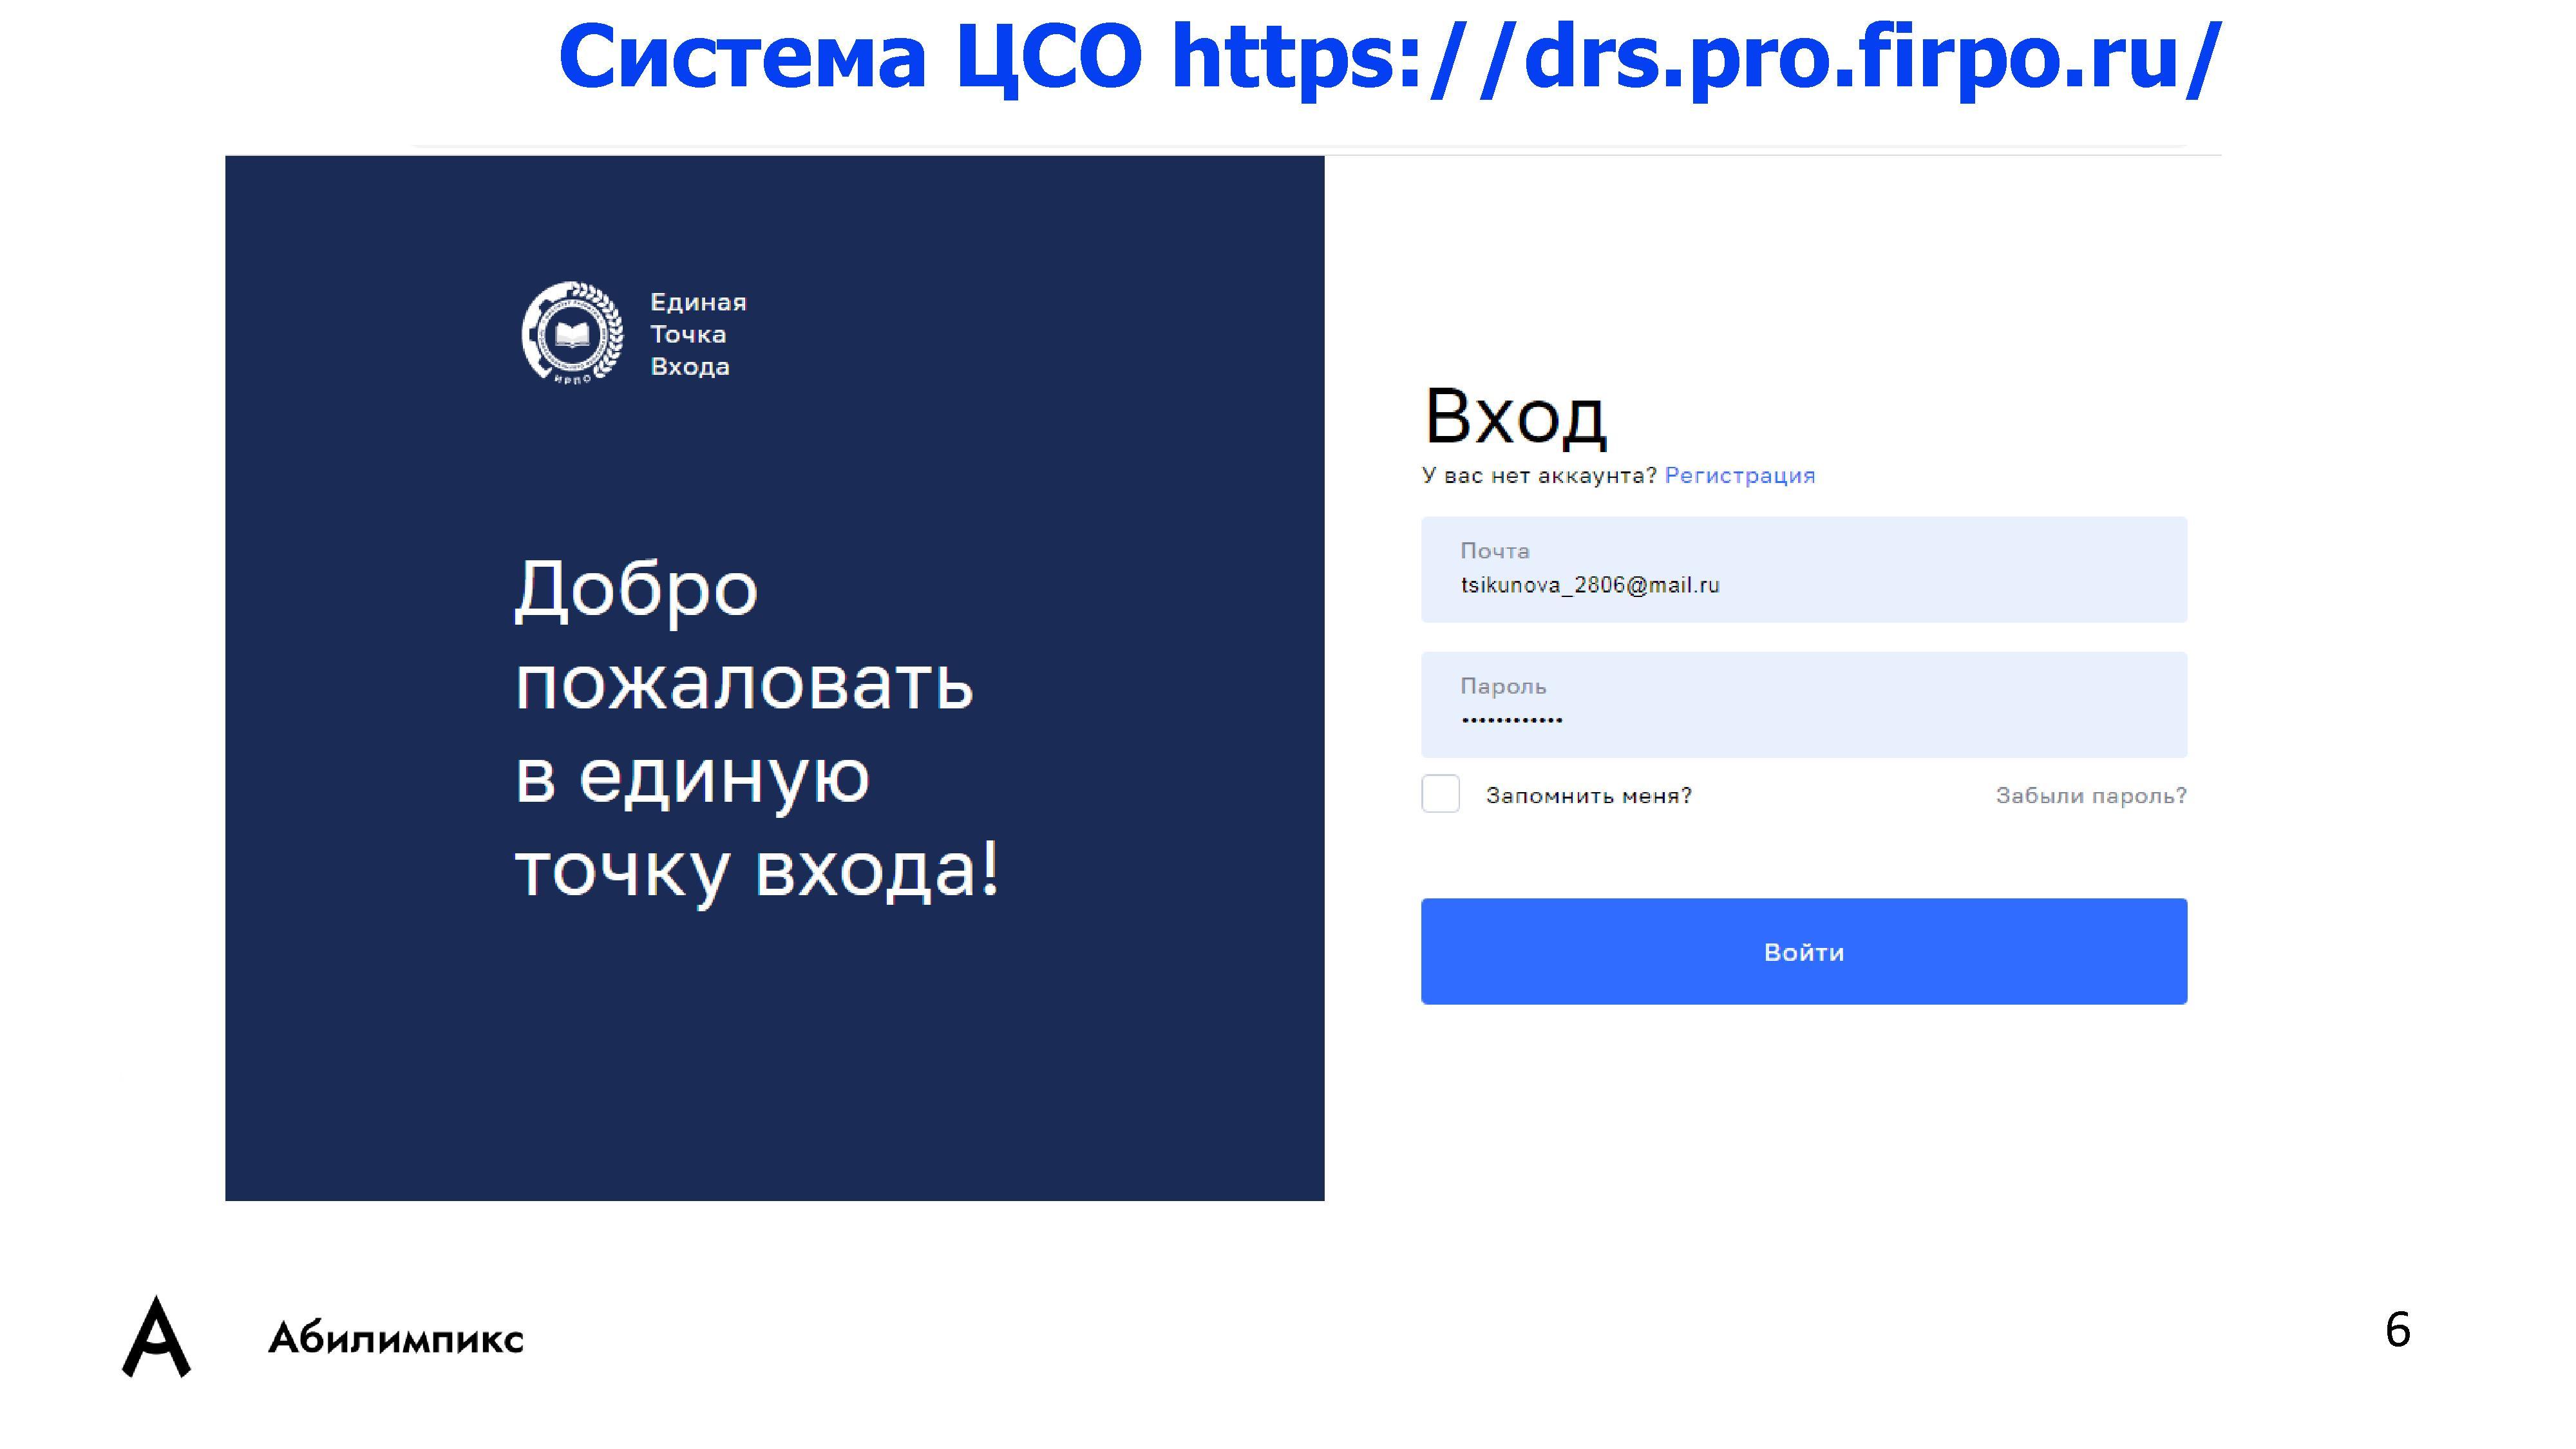 Система ЦСО https://drs.pro.firpo.ru/
Единая
Точка
Входа
ИРПО
Добро
пожаловать
в единую
точку входа!
Вход
У вас нет аккаунта? Регистрация
Почта
tsikunova_2806@mail.ru
Пароль
••••••••••••
Запомнить меня?
Забыли пароль?
Войти
Абилимпикс
6